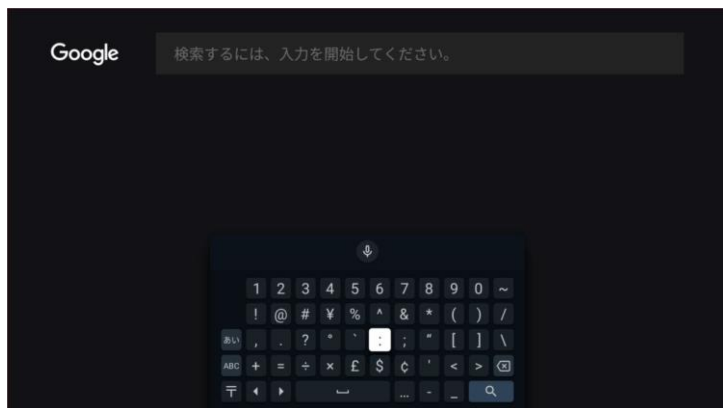 Google
検索するには、入力を開始してください。
1 2 3 4 5 6 7 8 9 0 ~
! @ # ¥ % ^ & * ( ) /
あい , . ? ° ` : ; " [ ] \
ABC + = ÷ × £ $ ¢ ' < >
〒 ... - _